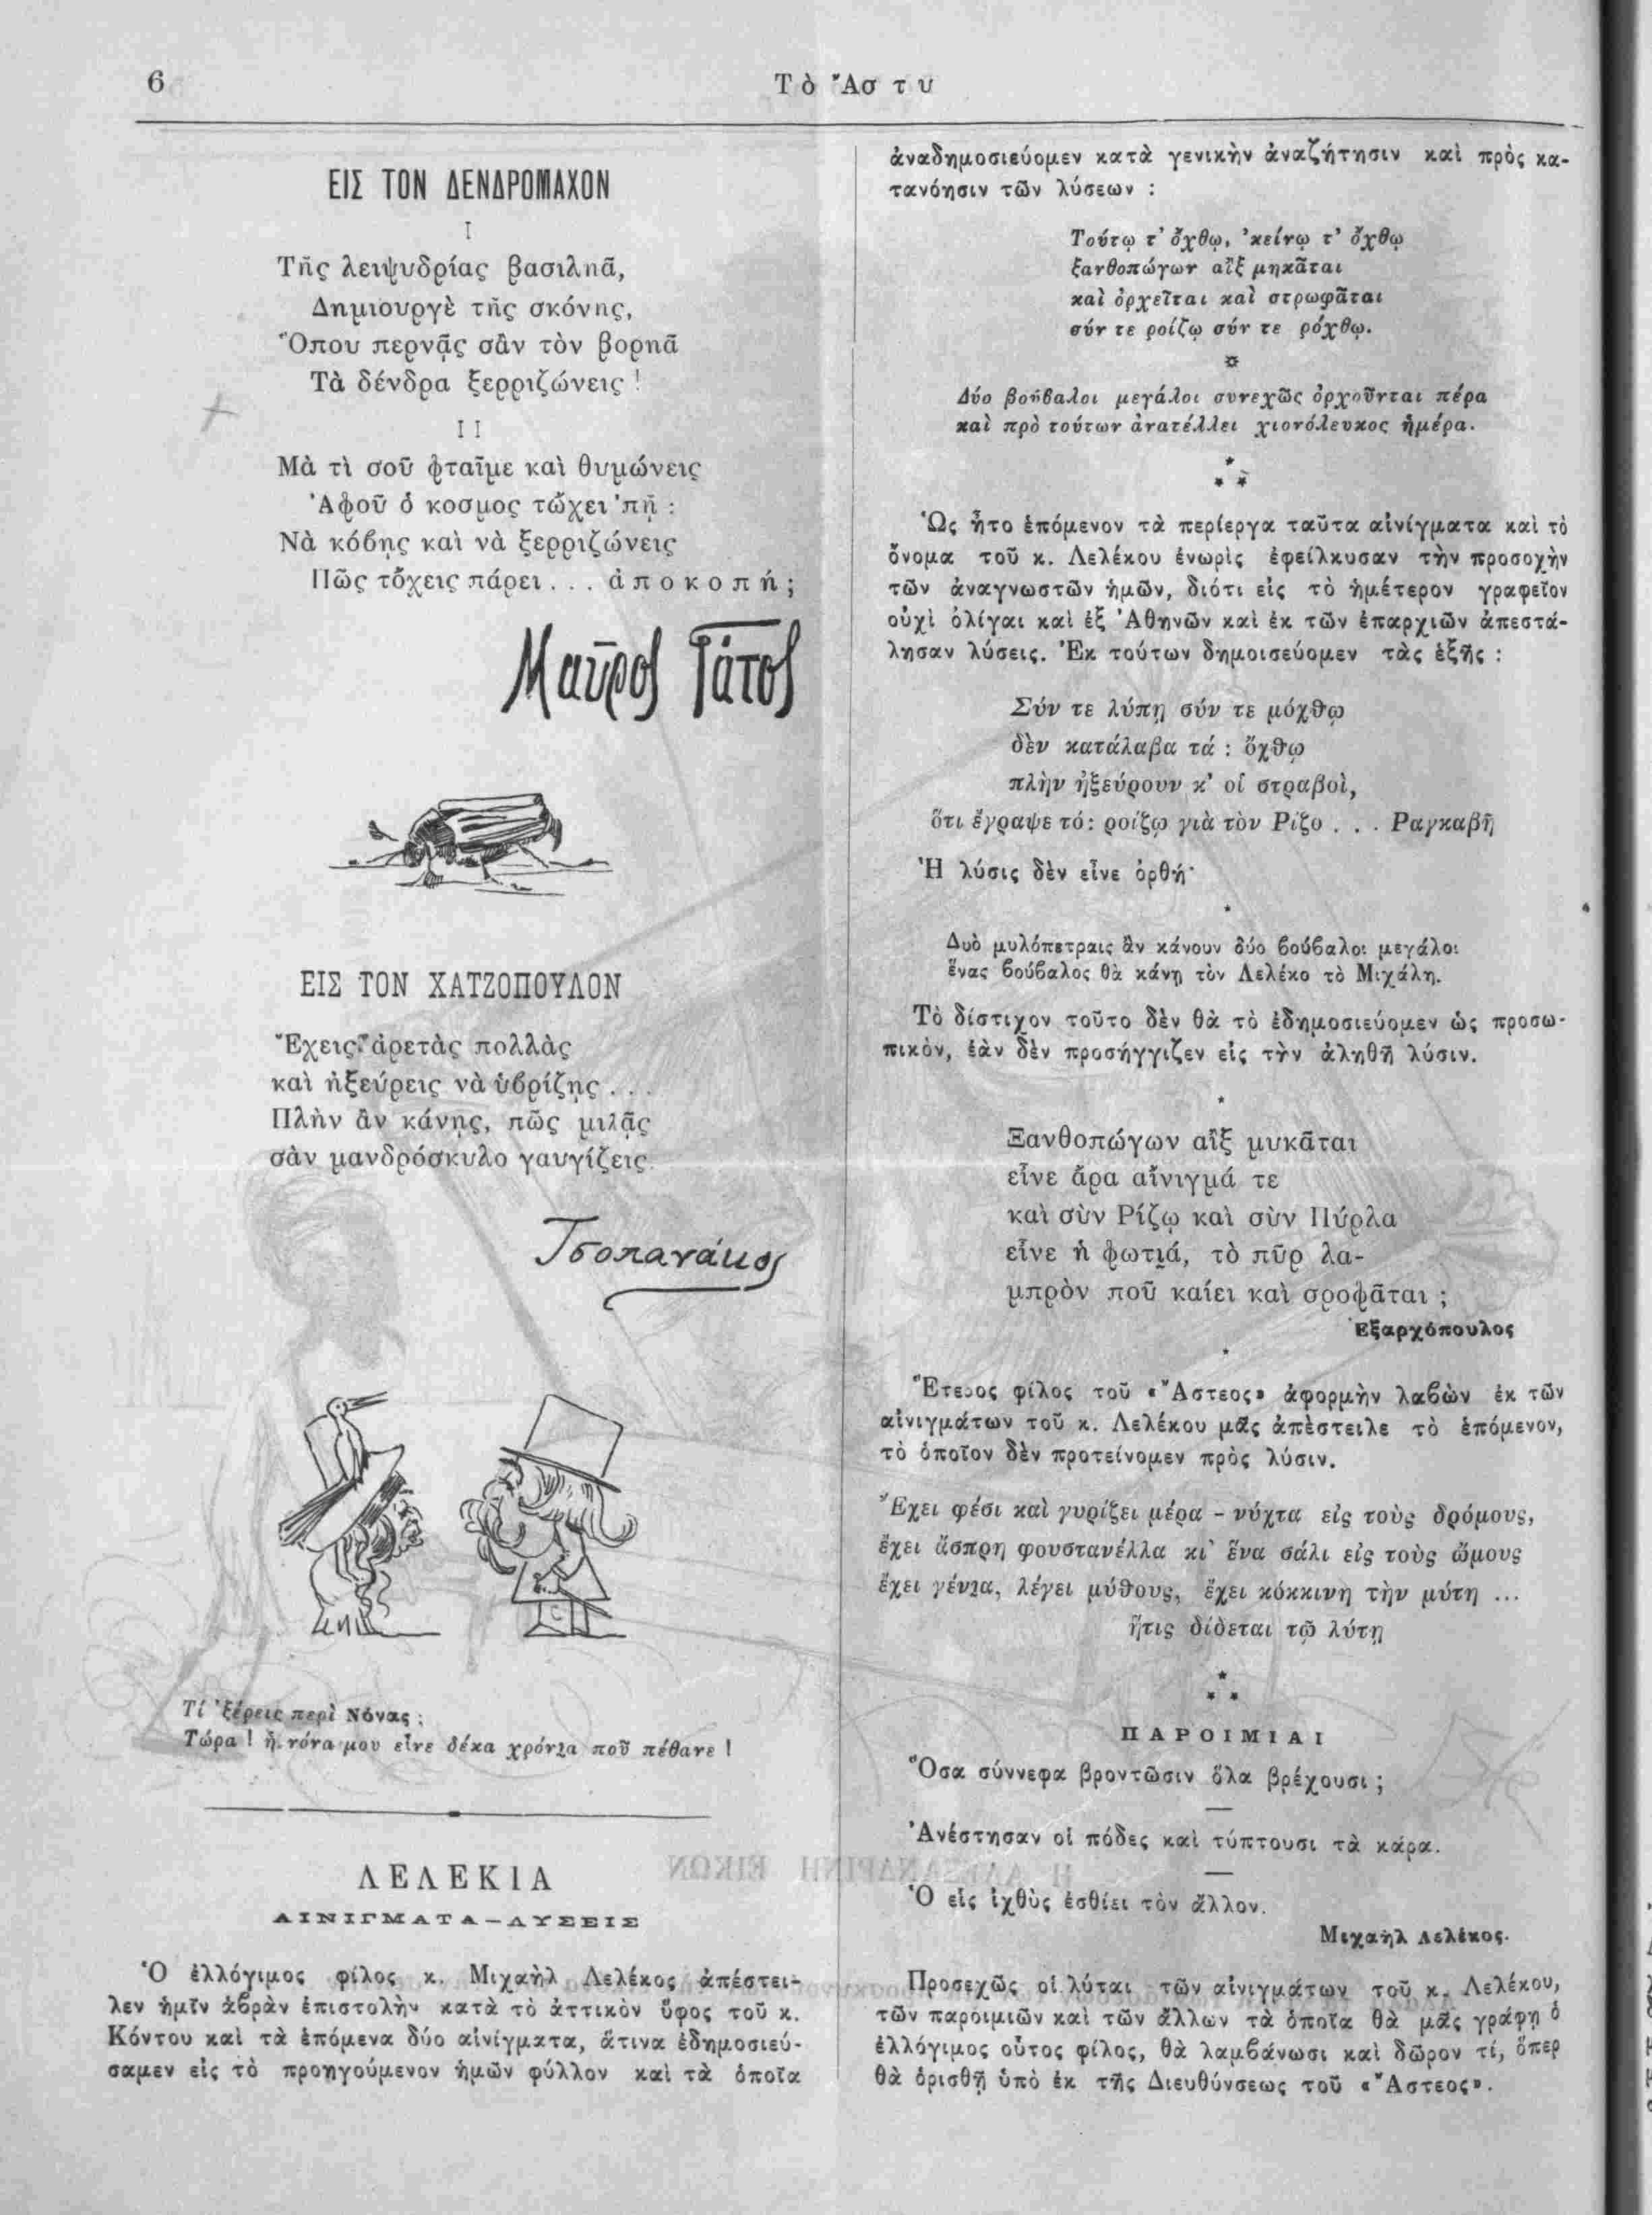 6
Τὸ Ἄστυ
ΕΙΣ ΤΟΝ ΔΕΝΔΡΟΜΑΧΟΝ
I
Τῆς λειψυδρίας βασιλῃᾶ,
Δημιουργὲ τῆς σκόνης,
Ὅπου περνᾷς σὰν τὸν βορῃᾶ
Τὰ δένδρα ξερριζώνεις !
II
Μὰ τὶ σοῦ φταῖμε καὶ θυμώνεις
Ἀφοῦ ὁ κοσμος τὤχει 'πῆ :
Νὰ κόβῃς καὶ νὰ ξερριζώνεις
Πῶς τὄχεις πάρει . . . ἀποκοπή ;
Μαῦρος Γάτος
ΕΙΣ ΤΟΝ ΧΑΤΖΟΠΟΥΛΟΝ
Ἔχεις ἀρετὰς πολλὰς
καὶ ἠξεύρεις νὰ ὑβρίζῃς . . .
Πλὴν ἂν κάνῃς, πῶς μιλᾷς
σὰν μανδρόσκυλο γαυγίζεις
Τσοπανάκος
Τί 'ξέρεις περὶ Νόνας ;
Τώρα ! ἡ νόνα μου εἶνε δέκα χρόνια ποῦ πέθανε !
ΛΕΛΕΚΙΑ
ΑΙΝΙΓΜΑΤΑ – ΛΥΣΕΙΣ
Ὁ ἐλλόγιμος φίλος κ. Μιχαὴλ Λελέκος ἀπέστει-
λεν ἡμῖν ἁβρὰν ἐπιστολὴν κατὰ τὸ ἀττικὸν ὕφος τοῦ κ.
Κόντου καὶ τὰ ἑπόμενα δύο αἰνίγματα, ἅτινα ἐδημοσιεύ-
σαμεν εἰς τὸ προηγούμενον ἡμῶν φύλλον καὶ τὰ ὁποῖα
ἀναδημοσιεύομεν κατὰ γενικὴν ἀναζήτησιν καὶ πρὸς κα-
τανόησιν τῶν λύσεων :
Τούτῳ τ' ὄχθῳ, 'κείνῳ τ' ὄχθῳ
ξανθοπώγων αἲξ μηκᾶται
καὶ ὀρχεῖται καὶ στρωφᾶται
σύν τε ροίζῳ σύν τε ρόχθῳ.
Δύο βούβαλοι μεγάλοι συνεχῶς ὀρχοῦνται πέρα
καὶ πρὸ τούτων ἀνατέλλει χιονόλευκος ἡμέρα.
Ὡς ἦτο ἑπόμενον τὰ περίεργα ταῦτα αἰνίγματα καὶ τὸ
ὄνομα τοῦ κ. Λελέκου ἐνωρὶς ἐφείλκυσαν τὴν προσοχὴν
τῶν ἀναγνωστῶν ἡμῶν, διότι εἰς τὸ ἡμέτερον γραφεῖον
οὐχὶ ὀλίγαι καὶ ἐξ Ἀθηνῶν καὶ ἐκ τῶν ἐπαρχιῶν ἀπεστά-
λησαν λύσεις. Ἐκ τούτων δημοισεύομεν τὰς ἑξῆς :
Σύν τε λύπῃ σύν τε μόχθῳ
δὲν κατάλαβα τά : ὄχθῳ
πλὴν ἠξεύρουν κ' οἱ στραβοὶ,
ὅτι ἔγραψε τό: ροίζῳ γιὰ τὸν Ρίζο . . . Ραγκαβῆ
Ἡ λύσις δὲν εἶνε ὀρθή·
Δυὸ μυλόπετραις ἂν κάνουν δύο βούβαλοι μεγάλοι
ἕνας βούβαλος θὰ κάνῃ τὸν Λελέκο τὸ Μιχάλη.
Τὸ δίστιχον τοῦτο δὲν θὰ τὸ ἐδημοσιεύομεν ὡς προσω-
πικὸν, ἐὰν δὲν προσήγγιζεν εἰς τὴν ἀληθῆ λύσιν.
Ξανθοπώγων αἲξ μυκᾶται
εἶνε ἄρα αἴνιγμά τε
καὶ σὺν Ρίζῳ καὶ σὺν Πύρλα
εἶνε ἡ φωτιά, τὸ πῦρ λα-
μπρὸν ποῦ καίει καὶ σροφᾶται ;
Ἐξαρχόπουλος
Ἕτερος φίλος τοῦ «Ἄστεος» ἀφορμὴν λαβὼν ἐκ τῶν
αἰνιγμάτων τοῦ κ. Λελέκου μᾶς ἀπέστειλε τὸ ἑπόμενον,
τὸ ὁποῖον δὲν προτείνομεν πρὸς λύσιν.
Ἔχει φέσι καὶ γυρίζει μέρα - νύχτα εἰς τοὺς δρόμους,
ἔχει ἄσπρη φουστανέλλα κι' ἕνα σάλι εἰς τοὺς ὤμους
ἔχει γένια, λέγει μύθους, ἔχει κόκκινη τὴν μύτη ...
ἥτις δίδεται τῷ λύτῃ
ΠΑΡΟΙΜΙΑΙ
Ὅσα σύννεφα βροντῶσιν ὅλα βρέχουσι ;
Ἀνέστησαν οἱ πόδες καὶ τύπτουσι τὰ κάρα.
Ὁ εἷς ἰχθὺς ἐσθίει τὸν ἄλλον.
Μιχαὴλ Λελέκος.
Προσεχῶς οἱ λύται τῶν αἰνιγμάτων τοῦ κ. Λελέκου,
τῶν παροιμιῶν καὶ τῶν ἄλλων τὰ ὁποῖα θὰ μᾶς γράφῃ ὁ
ἐλλόγιμος οὗτος φίλος, θὰ λαμβάνωσι καὶ δῶρον τί, ὅπερ
θὰ ὁρισθῇ ὑπὸ ἐκ τῆς Διευθύνσεως τοῦ «Ἄστεος».